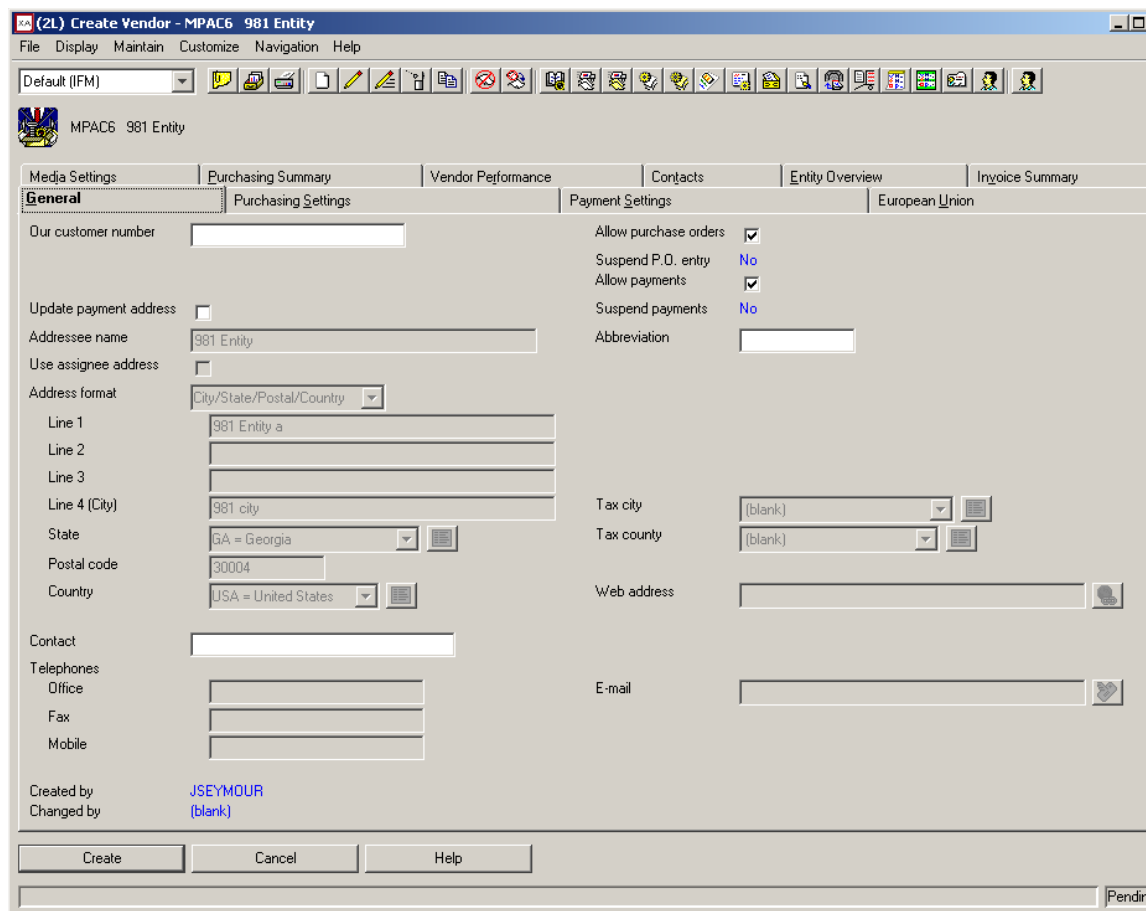 XA (2L) Create Vendor - MPAC6 981 Entity
File Display Maintain Customize Navigation Help
Default (IFM)
MPAC6 981 Entity
Media Settings Purchasing Summary Vendor Performance Contacts Entity Overview Invoice Summary
General Purchasing Settings Payment Settings European Union
Our customer number Allow purchase orders
Suspend P.O. entry No
Allow payments
Update payment address Suspend payments No
Addressee name 981 Entity Abbreviation
Use assignee address
Address format City/State/Postal/Country
Line 1 981 Entity a
Line 2
Line 3
Line 4 (City) 981 city Tax city (blank)
State GA = Georgia Tax county (blank)
Postal code 30004
Country USA = United States Web address
Contact
Telephones
Office E-mail
Fax
Mobile
Created by JSEYMOUR
Changed by (blank)
Create Cancel Help
Pendin